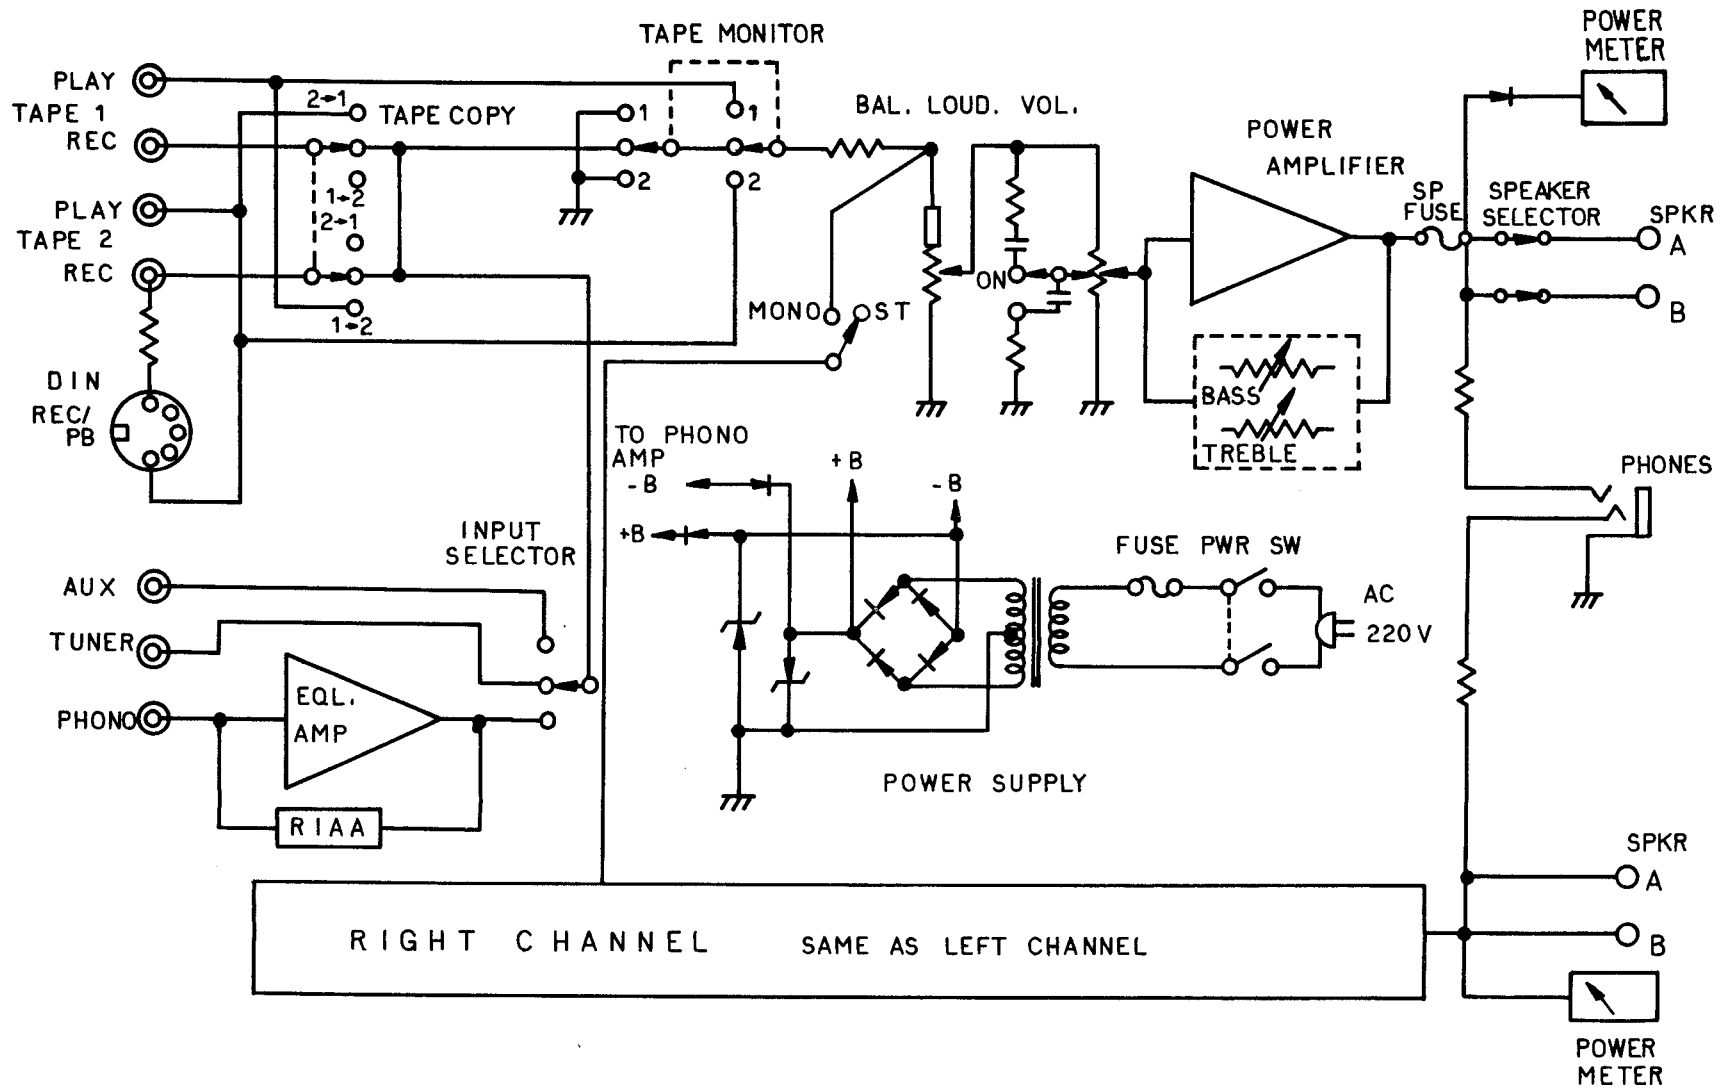 POWER
METER
TAPE MONITOR
PLAY
TAPE 1
REC
2→1
TAPE COPY
1
1
2
2
1→2
2→1
PLAY
TAPE 2
REC
1→2
BAL. LOUD. VOL.
POWER
AMPLIFIER
SP
FUSE
SPEAKER
SELECTOR
SPKR
A
B
ON
MONO
ST
BASS
TREBLE
DIN
REC/
PB
TO PHONO
AMP
-B
+B
+B
-B
PHONES
INPUT
SELECTOR
FUSE PWR SW
AC
220V
AUX
TUNER
PHONO
EQL.
AMP
RIAA
POWER SUPPLY
SPKR
A
B
RIGHT CHANNEL SAME AS LEFT CHANNEL
POWER
METER